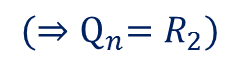 (⇒ Qₙ = R₂)